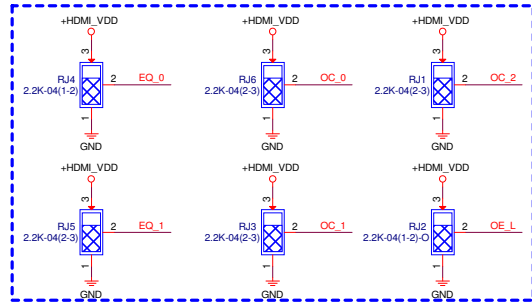 +HDMI_VDD +HDMI_VDD +HDMI_VDD
3 3 3
RJ4 2 EQ_0 RJ6 2 OC_0 RJ1 2 OC_2
2.2K-04(1-2) 2.2K-04(2-3) 2.2K-04(2-3)
1 1 1
GND GND GND
+HDMI_VDD +HDMI_VDD +HDMI_VDD
3 3 3
RJ5 2 EQ_1 RJ3 2 OC_1 RJ2 2 OE_L
2.2K-04(2-3) 2.2K-04(2-3) 2.2K-04(1-2)-O
1 1 1
GND GND GND